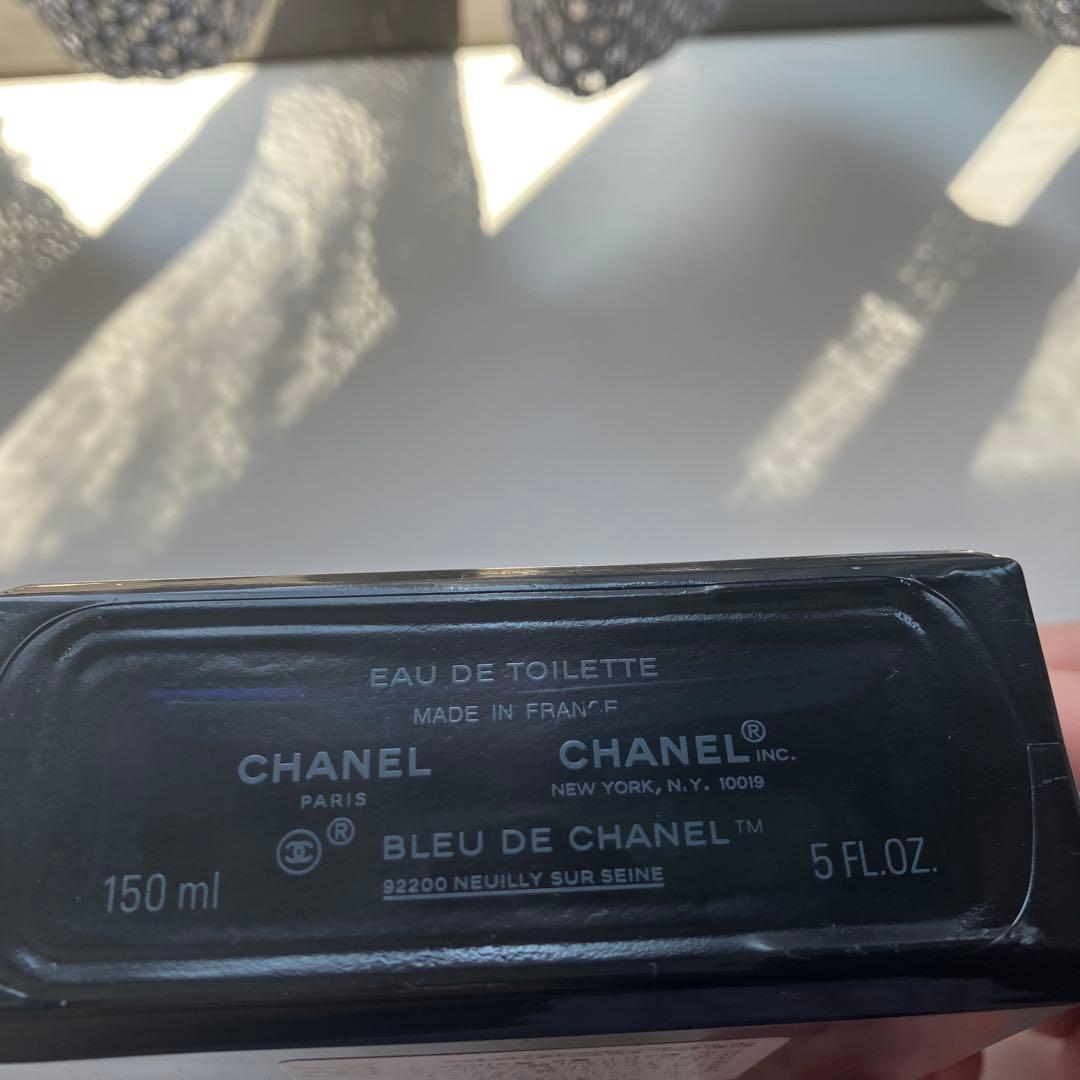 EAU DE TOILETTE
MADE IN FRANCE
CHANEL
PARIS
CHANEL® INC.
NEW YORK, N.Y. 10019
®
BLEU DE CHANEL™
92200 NEUILLY SUR SEINE
150 ml
5 FL.OZ.